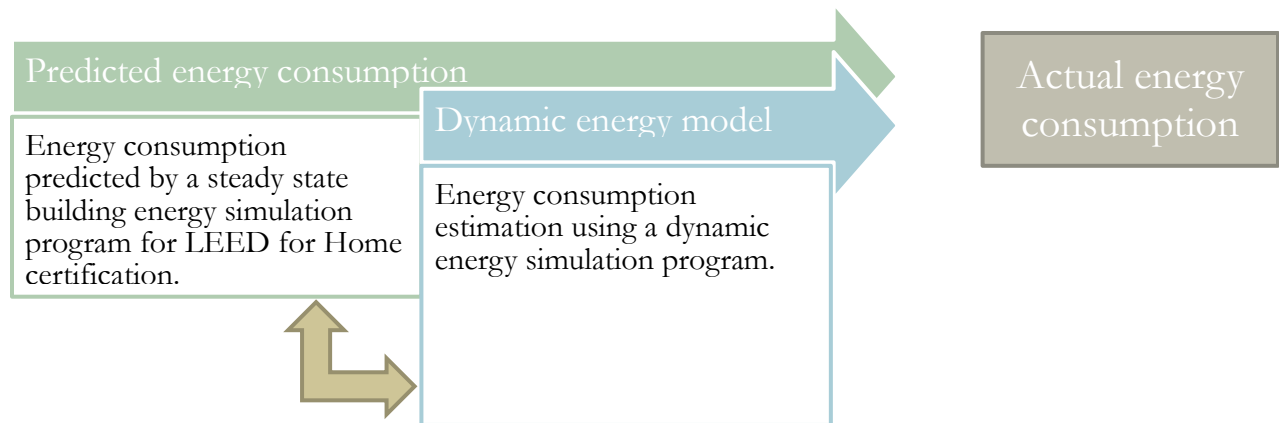 Predicted energy consumption
Energy consumption
predicted by a steady state
building energy simulation
program for LEED for Home
certification.
Dynamic energy model
Energy consumption
estimation using a dynamic
energy simulation program.
Actual energy
consumption